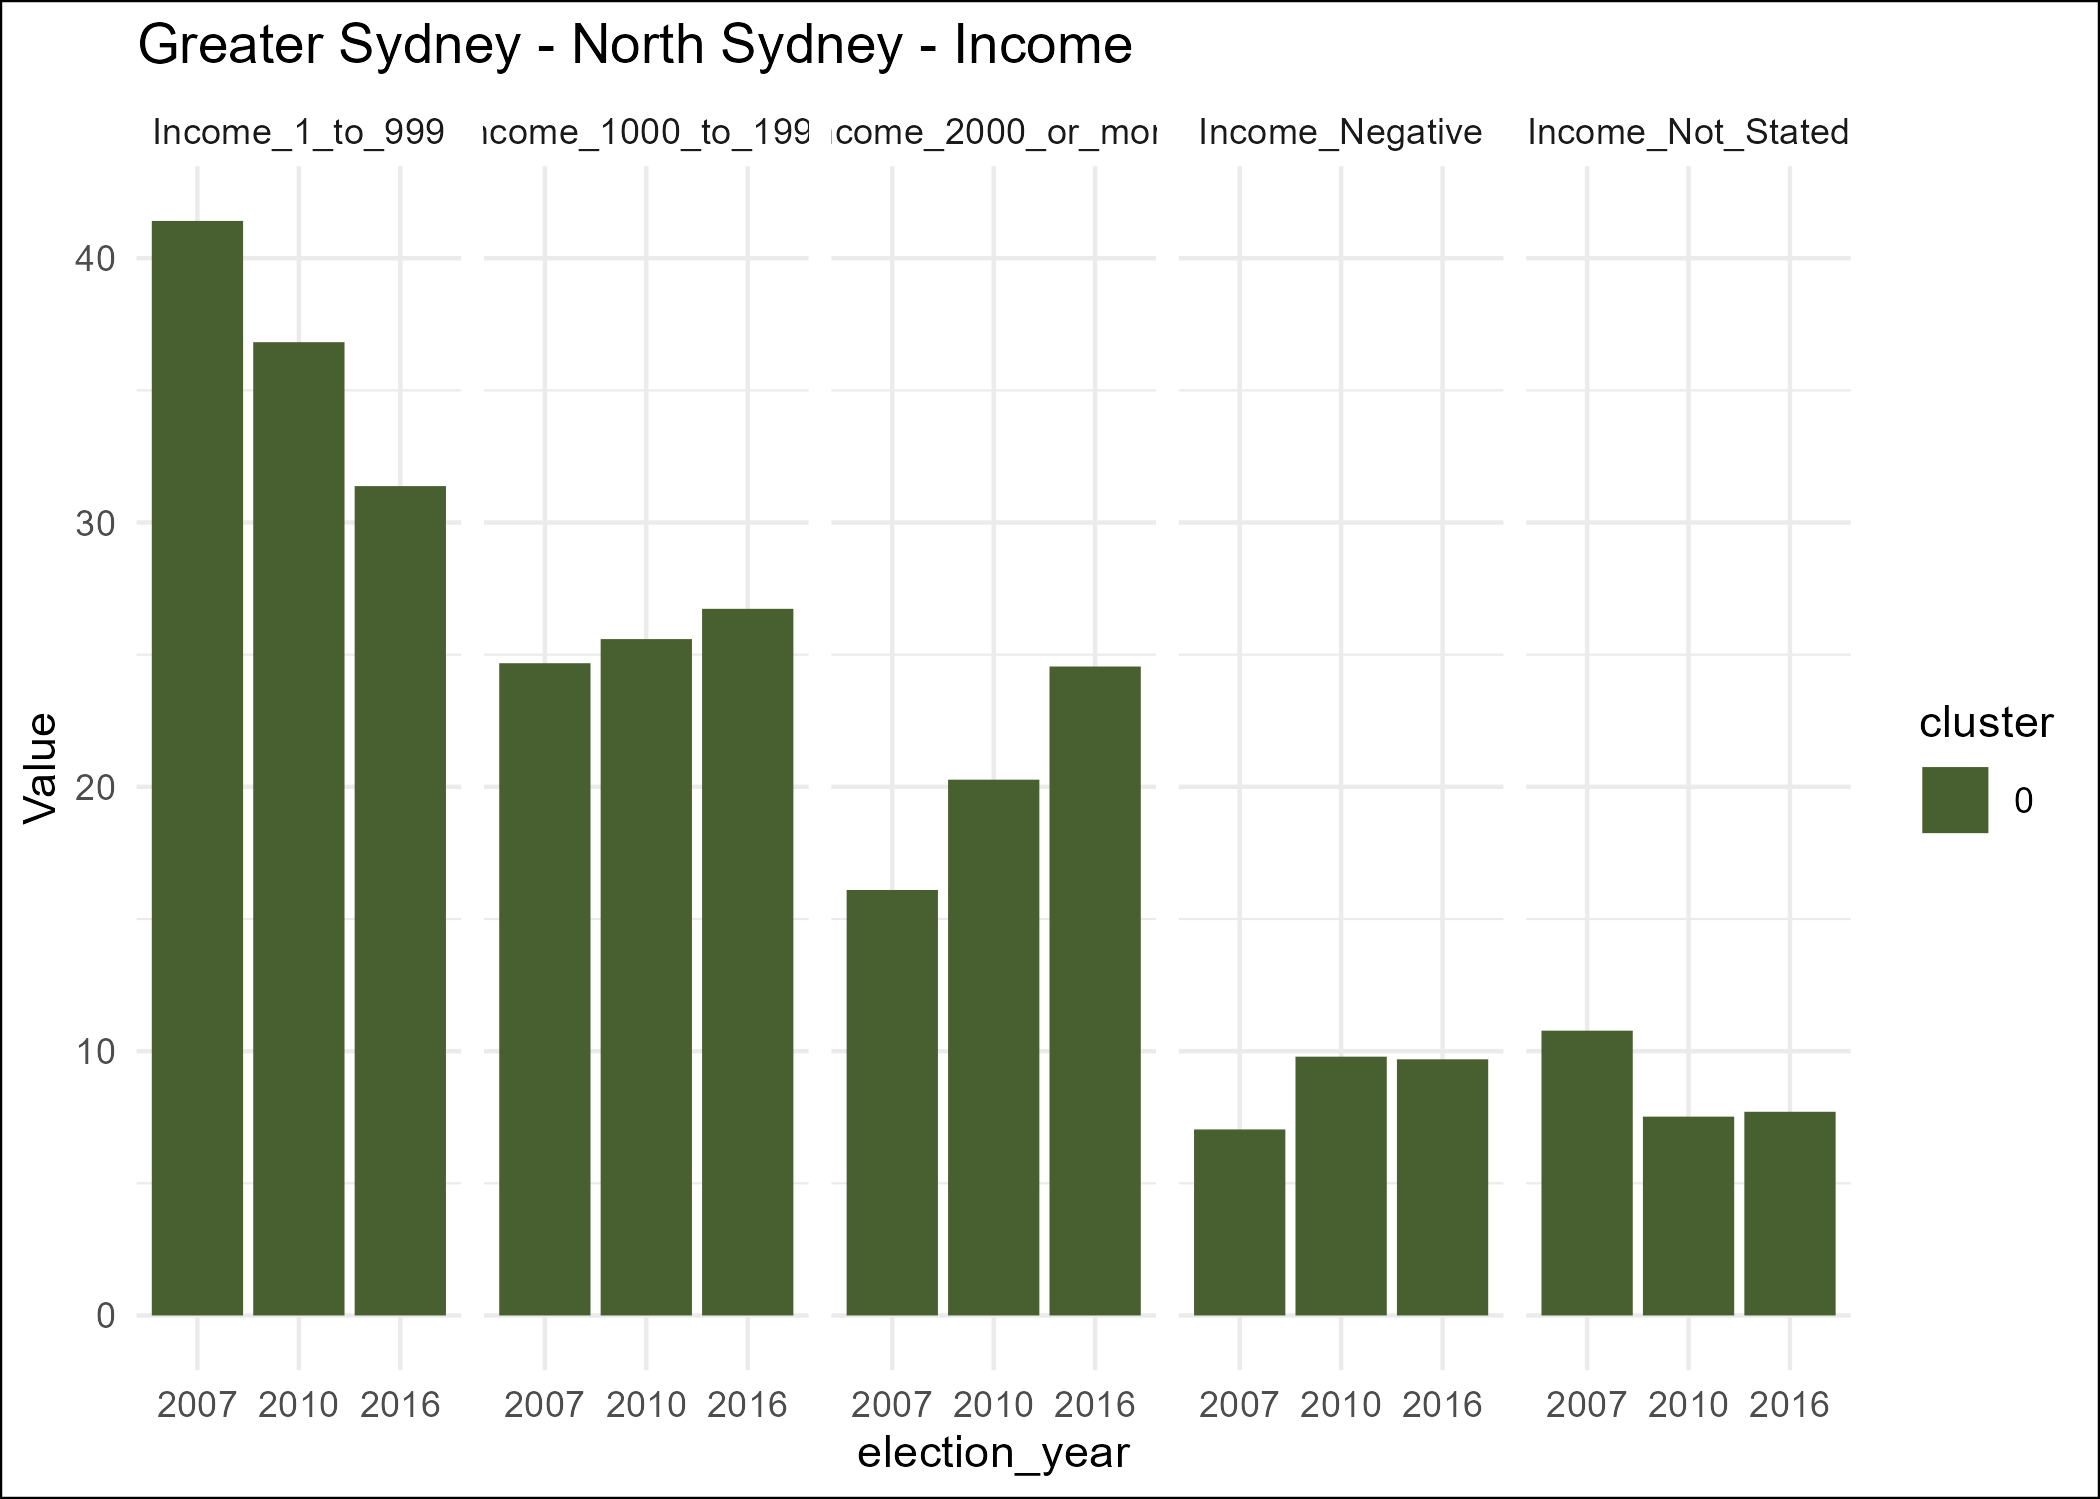 Greater Sydney - North Sydney - Income
Income_1_to_999 ncome_1000_to_199 ncome_2000_or_mor Income_Negative Income_Not_Stated
40
30
20
10
0
Value
2007 2010 2016 2007 2010 2016 2007 2010 2016 2007 2010 2016 2007 2010 2016
election_year
cluster
0